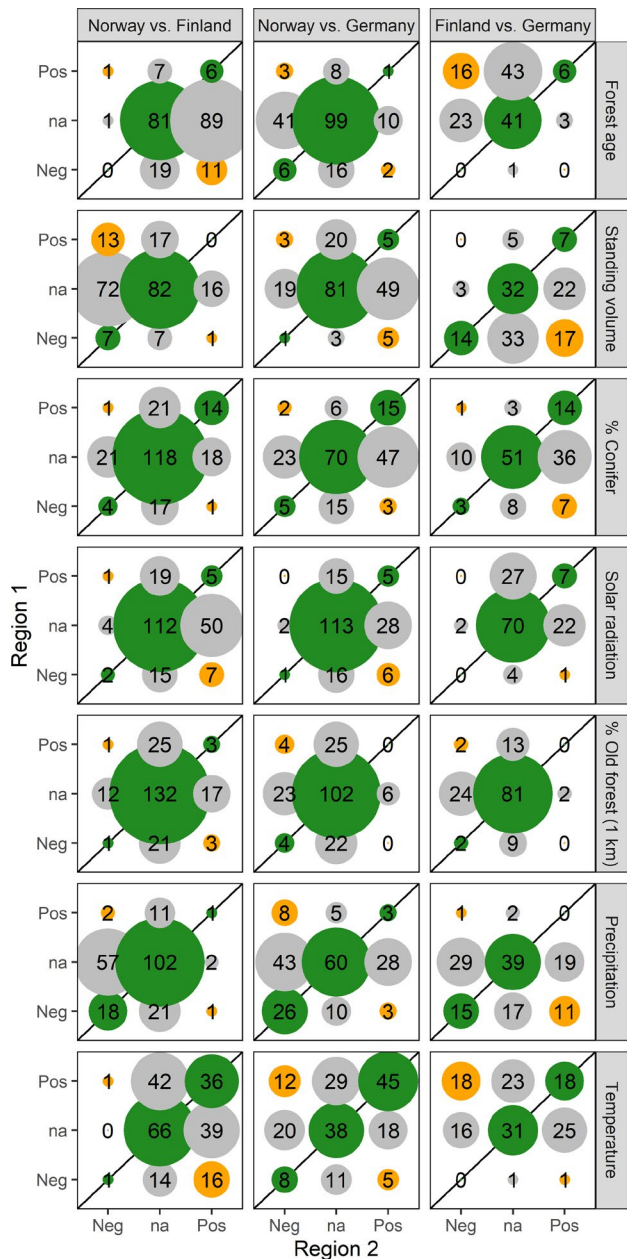 Norway vs. Finland Norway vs. Germany Finland vs. Germany
Pos 1 7 6 3 8 1 16 43 6
na 1 81 89 41 99 10 23 41 3
Neg 0 19 11 6 16 2 0 1 0
Forest age
Pos 13 17 0 3 20 5 0 5 7
na 72 82 16 19 81 49 3 32 22
Neg 7 7 1 1 3 5 14 33 17
Standing volume
Pos 1 21 14 2 6 15 1 3 14
na 21 118 18 23 70 47 10 51 36
Neg 4 17 1 5 15 3 3 8 7
% Conifer
Pos 1 19 5 0 15 5 0 27 7
na 4 112 50 2 113 28 2 70 22
Neg 2 15 7 1 16 6 0 4 1
Solar radiation
Region 1
Pos 1 25 3 4 25 0 2 13 0
na 12 132 17 23 102 6 24 81 2
Neg 1 21 3 4 22 0 2 9 0
% Old forest (1 km)
Pos 2 11 1 8 5 3 1 2 0
na 57 102 2 43 60 28 29 39 19
Neg 18 21 1 26 10 3 15 17 11
Precipitation
Pos 1 42 36 12 29 45 18 23 18
na 0 66 39 20 38 18 16 31 25
Neg 1 14 16 8 11 5 0 1 1
Temperature
Neg na Pos Neg na Pos Neg na Pos
Region 2